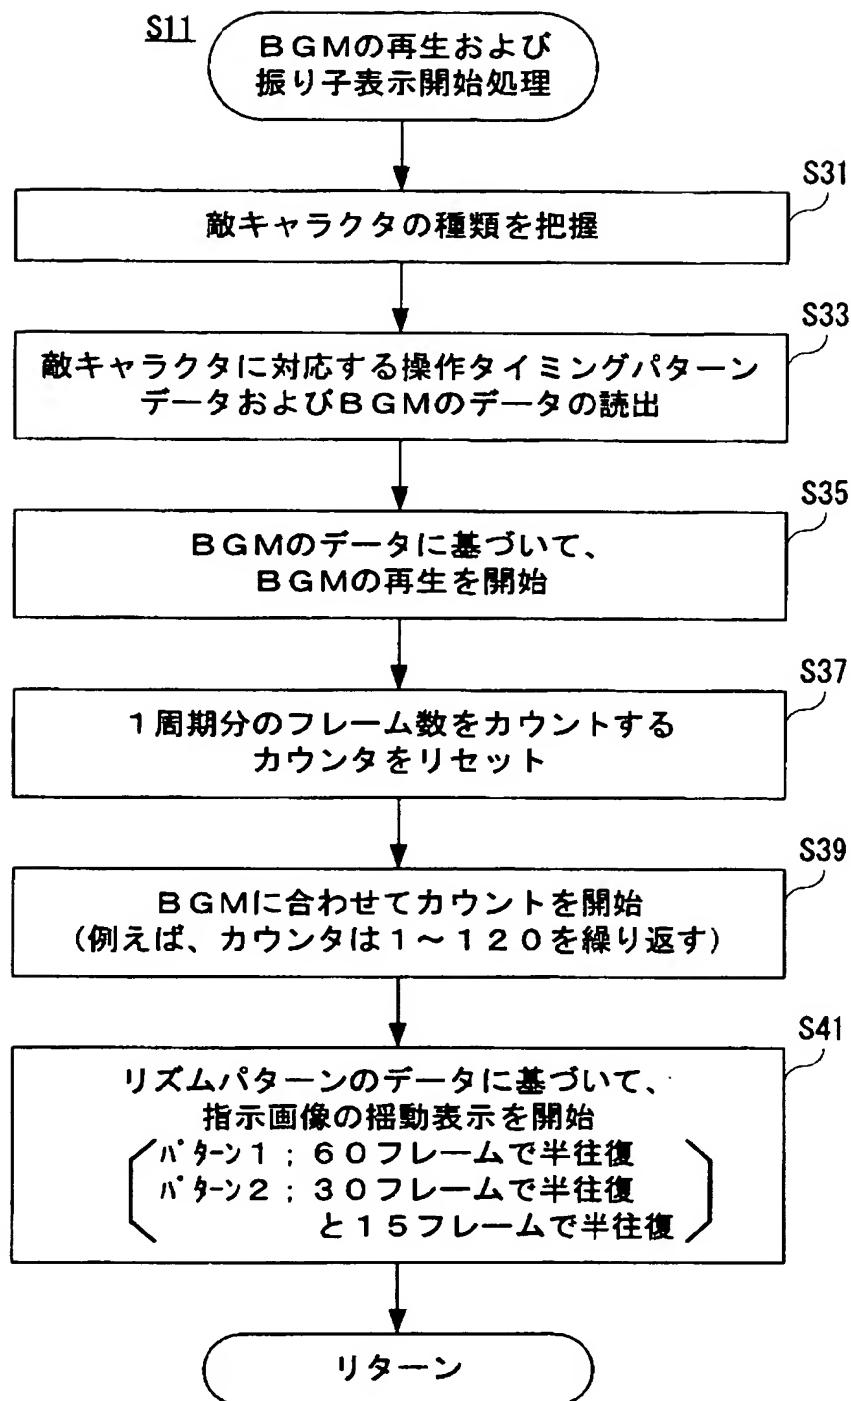 S11
BGMの再生および
振り子表示開始処理
S31
敵キャラクタの種類を把握
S33
敵キャラクタに対応する操作タイミングパターン
データおよびBGMのデータの読出
S35
BGMのデータに基づいて、
BGMの再生を開始
S37
1周期分のフレーム数をカウントする
カウンタをリセット
S39
BGMに合わせてカウントを開始
(例えば、カウンタは1~120を繰り返す)
S41
リズムパターンのデータに基づいて、
指示画像の揺動表示を開始
パターン1;60フレームで半往復
パターン2;30フレームで半往復
と15フレームで半往復
リターン